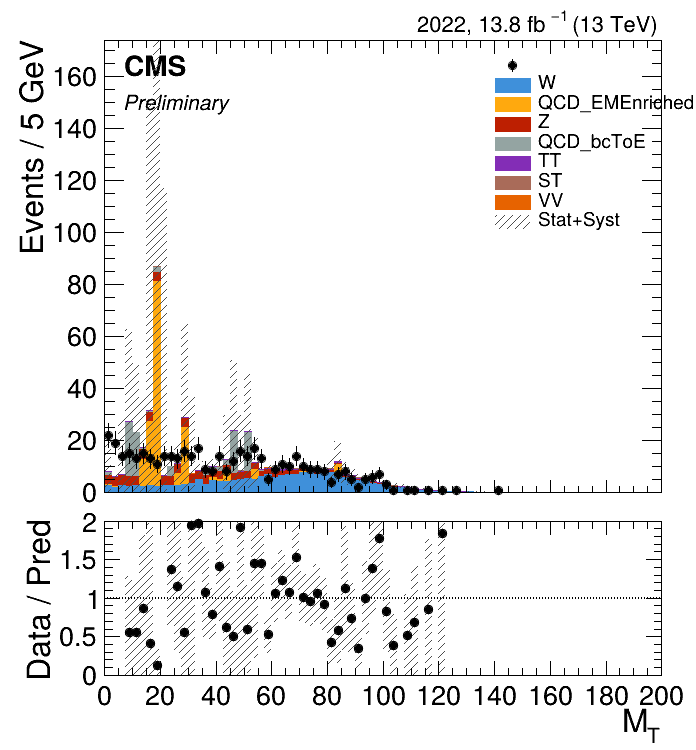 2022, 13.8 fb⁻¹ (13 TeV)
CMS
Preliminary
Events / 5 GeV
160
140
120
100
80
60
40
20
0
W
QCD_EMEnriched
Z
QCD_bcToE
TT
ST
VV
Stat+Syst
Data / Pred
2
1.5
1
0.5
0
0 20 40 60 80 100 120 140 160 180 200
M_T